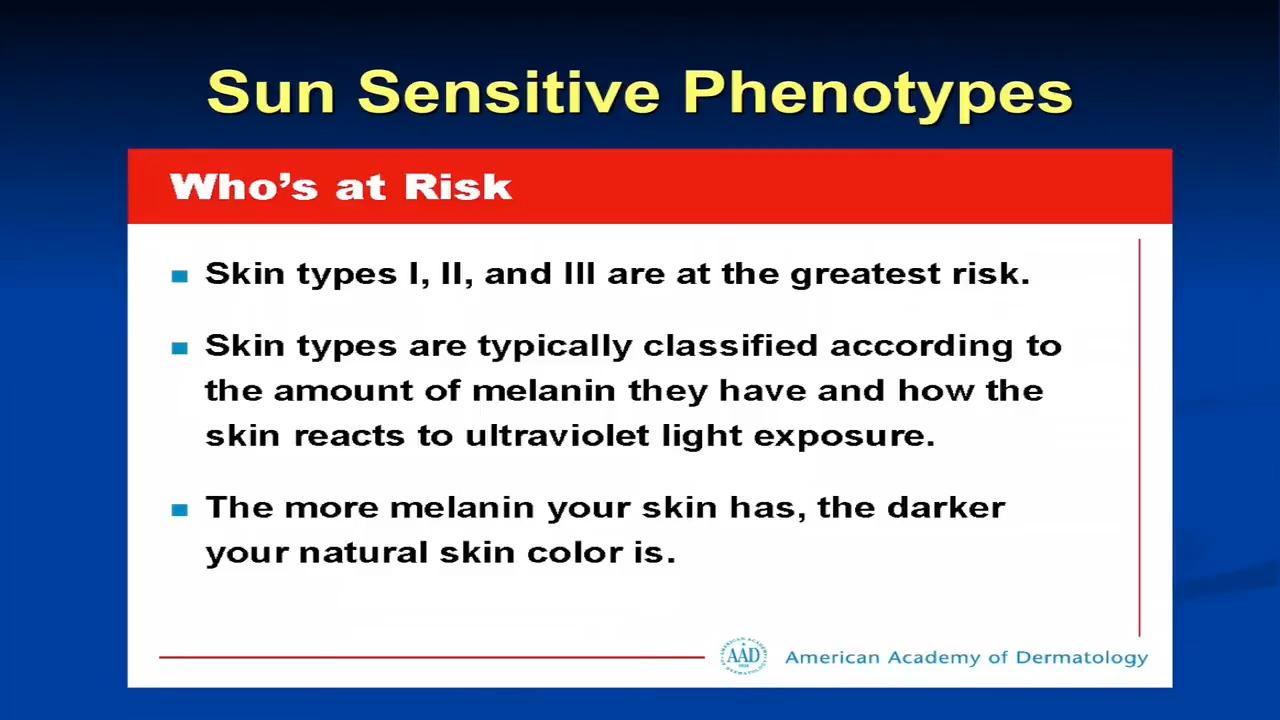 Sun Sensitive Phenotypes
Who's at Risk
Skin types I, II, and III are at the greatest risk.
Skin types are typically classified according to
the amount of melanin they have and how the
skin reacts to ultraviolet light exposure.
The more melanin your skin has, the darker
your natural skin color is.
AAD
American Academy of Dermatology